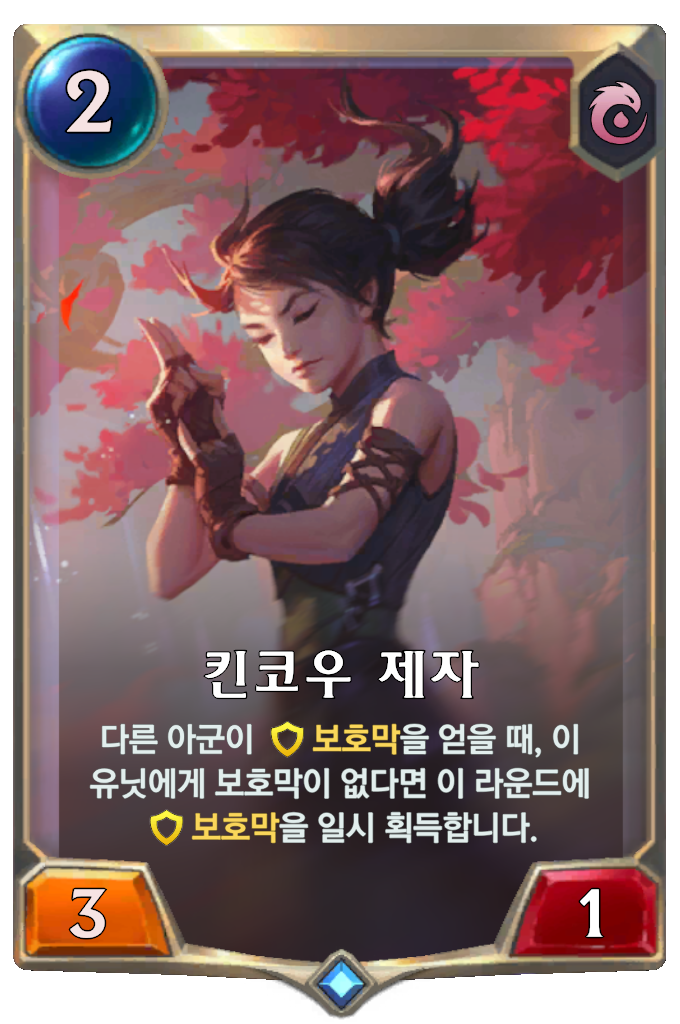 2
킨코우 제자
다른 아군이 보호막을 얻을 때, 이
유닛에게 보호막이 없다면 이 라운드에
보호막을 일시 획득합니다.
3
1